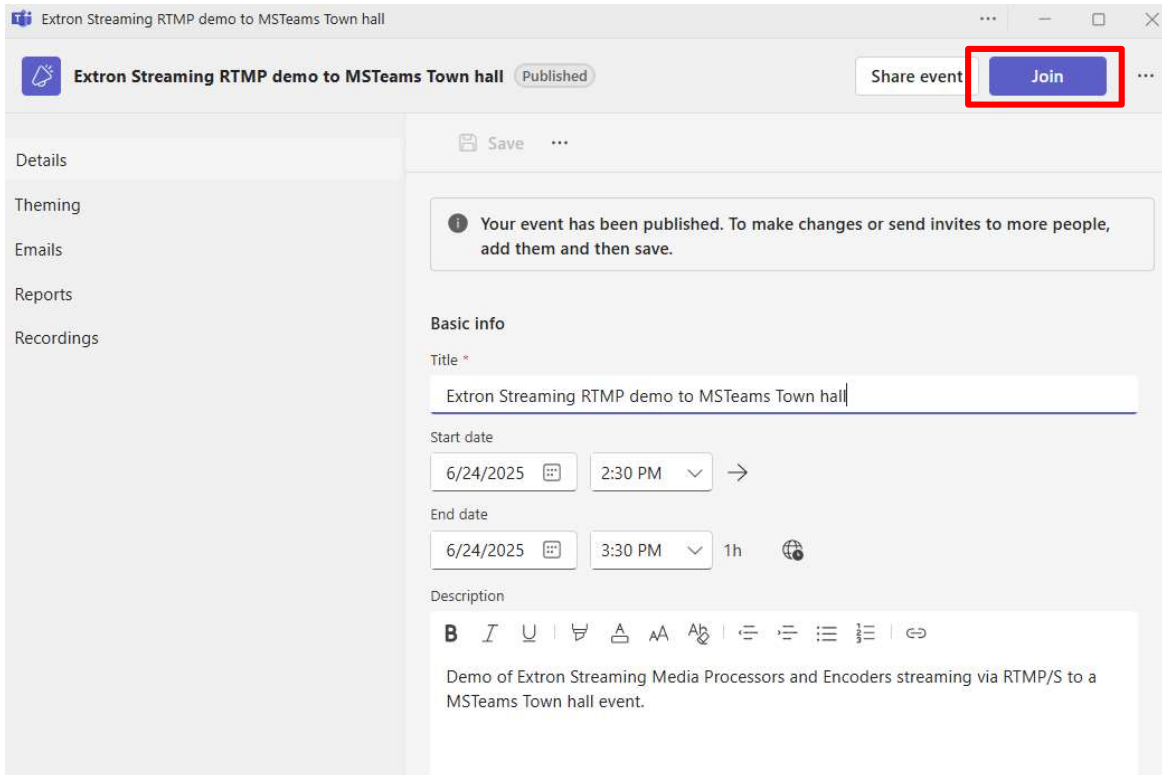 Extron Streaming RTMP demo to MSTeams Town hall
Extron Streaming RTMP demo to MSTeams Town hall Published Share event Join
Save
Details
Theming
Emails
Reports
Recordings
Your event has been published. To make changes or send invites to more people,
add them and then save.
Basic info
Title *
Extron Streaming RTMP demo to MSTeams Town hall
Start date
6/24/2025 2:30 PM
End date
6/24/2025 3:30 PM 1h
Description
Demo of Extron Streaming Media Processors and Encoders streaming via RTMP/S to a
MSTeams Town hall event.